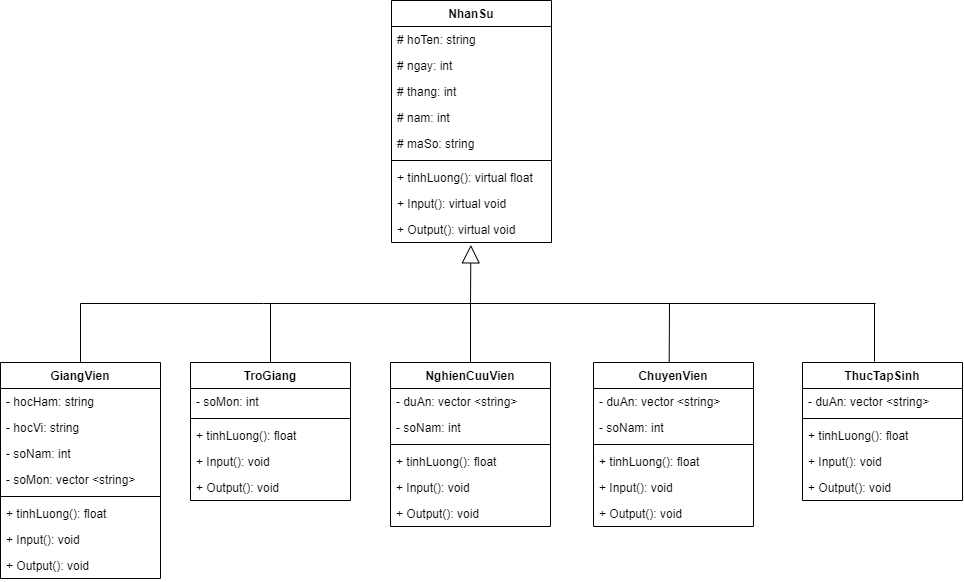 NhanSu
# hoTen: string
# ngay: int
# thang: int
# nam: int
# maSo: string
+ tinhLuong(): virtual float
+ Input(): virtual void
+ Output(): virtual void
GiangVien
- hocHam: string
- hocVi: string
- soNam: int
- soMon: vector <string>
+ tinhLuong(): float
+ Input(): void
+ Output(): void
TroGiang
- soMon: int
+ tinhLuong(): float
+ Input(): void
+ Output(): void
NghienCuuVien
- duAn: vector <string>
- soNam: int
+ tinhLuong(): float
+ Input(): void
+ Output(): void
ChuyenVien
- duAn: vector <string>
- soNam: int
+ tinhLuong(): float
+ Input(): void
+ Output(): void
ThucTapSinh
- duAn: vector <string>
+ tinhLuong(): float
+ Input(): void
+ Output(): void